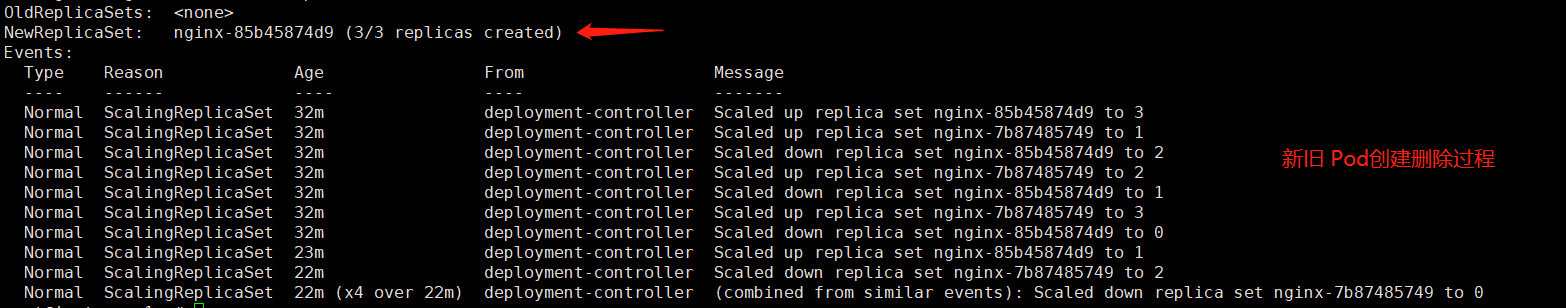 OldReplicaSets:  <none>
NewReplicaSet:   nginx-85b45874d9 (3/3 replicas created)
Events:
  Type    Reason             Age                 From                   Message
  ----    ------             ----                ----                   -------
  Normal  ScalingReplicaSet  32m                 deployment-controller  Scaled up replica set nginx-85b45874d9 to 3
  Normal  ScalingReplicaSet  32m                 deployment-controller  Scaled up replica set nginx-7b87485749 to 1
  Normal  ScalingReplicaSet  32m                 deployment-controller  Scaled down replica set nginx-85b45874d9 to 2
  Normal  ScalingReplicaSet  32m                 deployment-controller  Scaled up replica set nginx-7b87485749 to 2
  Normal  ScalingReplicaSet  32m                 deployment-controller  Scaled down replica set nginx-85b45874d9 to 1
  Normal  ScalingReplicaSet  32m                 deployment-controller  Scaled up replica set nginx-7b87485749 to 3
  Normal  ScalingReplicaSet  32m                 deployment-controller  Scaled down replica set nginx-85b45874d9 to 0
  Normal  ScalingReplicaSet  23m                 deployment-controller  Scaled up replica set nginx-85b45874d9 to 1
  Normal  ScalingReplicaSet  22m                 deployment-controller  Scaled down replica set nginx-7b87485749 to 2
  Normal  ScalingReplicaSet  22m (x4 over 22m)  deployment-controller  (combined from similar events): Scaled down replica set nginx-7b87485749 to 0
新旧 Pod创建删除过程